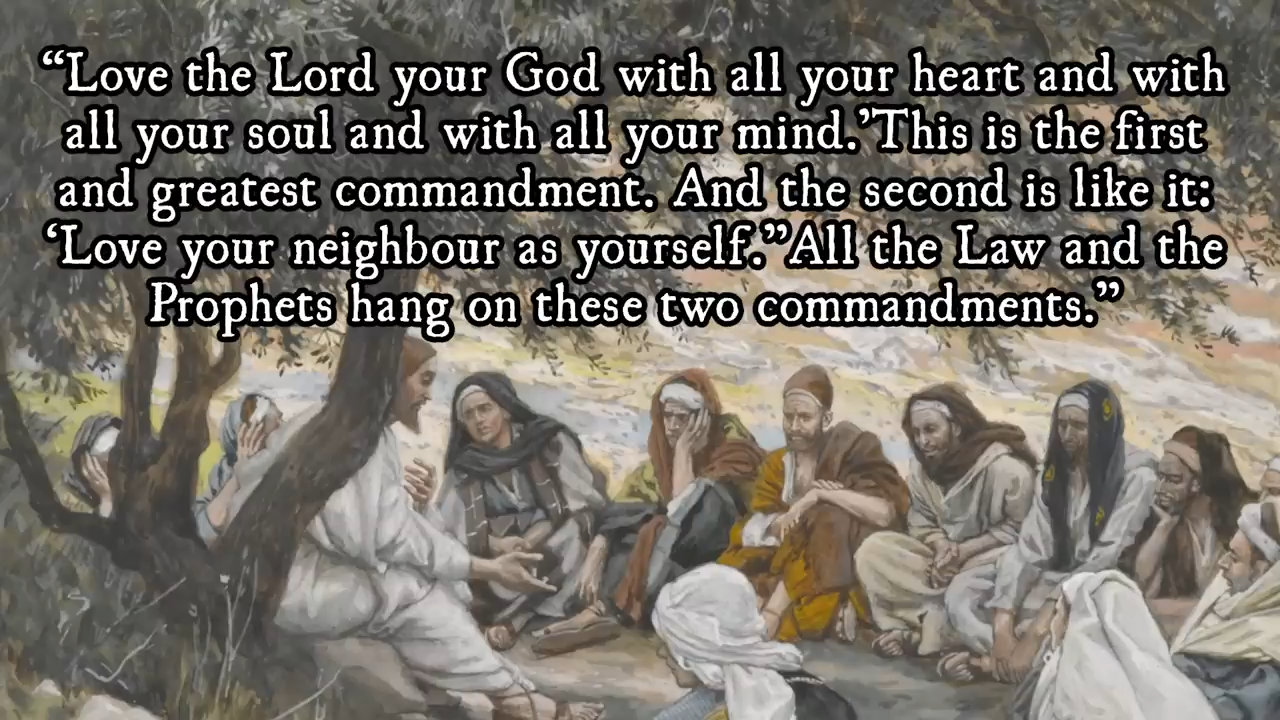 “Love the Lord your God with all your heart and with
all your soul and with all your mind.’This is the first
and greatest commandment. And the second is like it:
‘Love your neighbour as yourself.”All the Law and the
Prophets hang on these two commandments.”